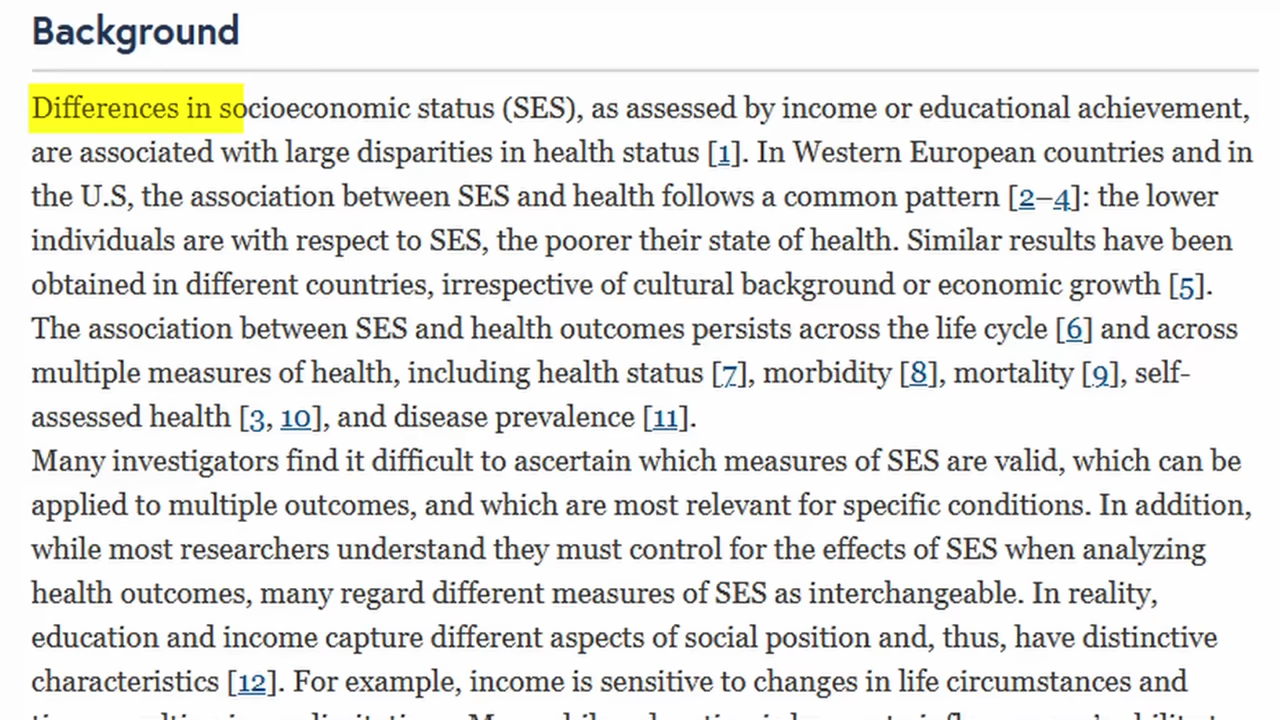 Background
Differences in socioeconomic status (SES), as assessed by income or educational achievement,
are associated with large disparities in health status [1]. In Western European countries and in
the U.S, the association between SES and health follows a common pattern [2–4]: the lower
individuals are with respect to SES, the poorer their state of health. Similar results have been
obtained in different countries, irrespective of cultural background or economic growth [5].
The association between SES and health outcomes persists across the life cycle [6] and across
multiple measures of health, including health status [7], morbidity [8], mortality [9], self-
assessed health [3, 10], and disease prevalence [11].
Many investigators find it difficult to ascertain which measures of SES are valid, which can be
applied to multiple outcomes, and which are most relevant for specific conditions. In addition,
while most researchers understand they must control for the effects of SES when analyzing
health outcomes, many regard different measures of SES as interchangeable. In reality,
education and income capture different aspects of social position and, thus, have distinctive
characteristics [12]. For example, income is sensitive to changes in life circumstances and